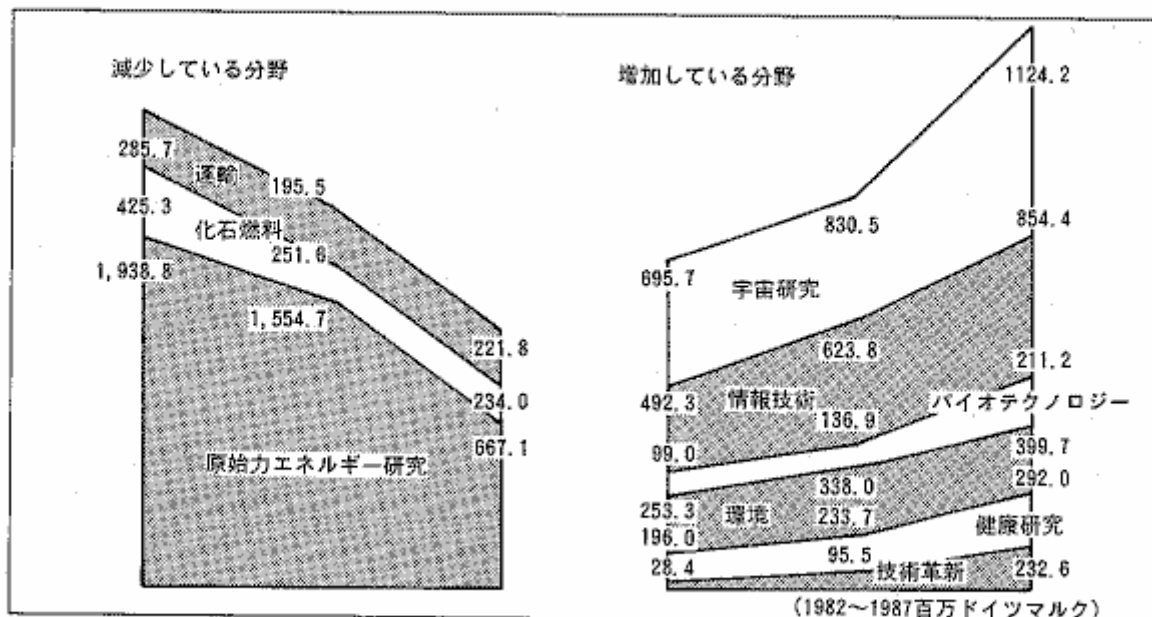 減少している分野
285.7
運輸
195.5
425.3
化石燃料
251.6
1,938.8
1,554.7
221.8
234.0
667.1
原始力エネルギー研究
増加している分野
1124.2
830.5
854.4
695.7
宇宙研究
623.8
211.2
492.3
情報技術
136.9
バイオテクノロジー
99.0
399.7
338.0
292.0
253.3
環境
233.7
196.0
健康研究
95.5
28.4
技術革新
232.6
(1982〜1987百万ドイツマルク)